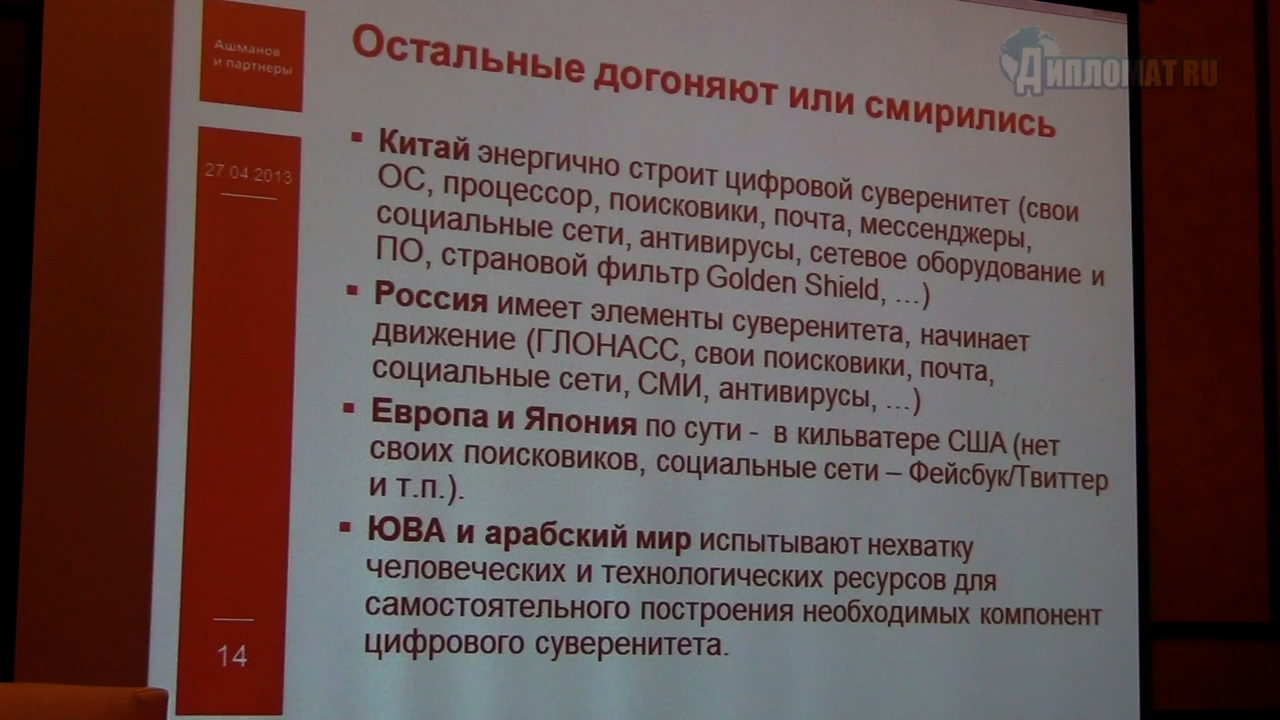 Ашманов
и партнеры
27.04.2013
14
Остальные догоняют или смирились
Китай энергично строит цифровой суверенитет (свои
ОС, процессор, поисковики, почта, мессенджеры,
социальные сети, антивирусы, сетевое оборудование и
ПО, страновой фильтр Golden Shield, ...)
Россия имеет элементы суверенитета, начинает
движение (ГЛОНАСС, свои поисковики, почта,
социальные сети, СМИ, антивирусы, ...)
Европа и Япония по сути - в кильватере США (нет
своих поисковиков, социальные сети – Фейсбук/Твиттер
и т.п.).
ЮВА и арабский мир испытывают нехватку
человеческих и технологических ресурсов для
самостоятельного построения необходимых компонент
цифрового суверенитета.
ДИПЛОМАТ RU